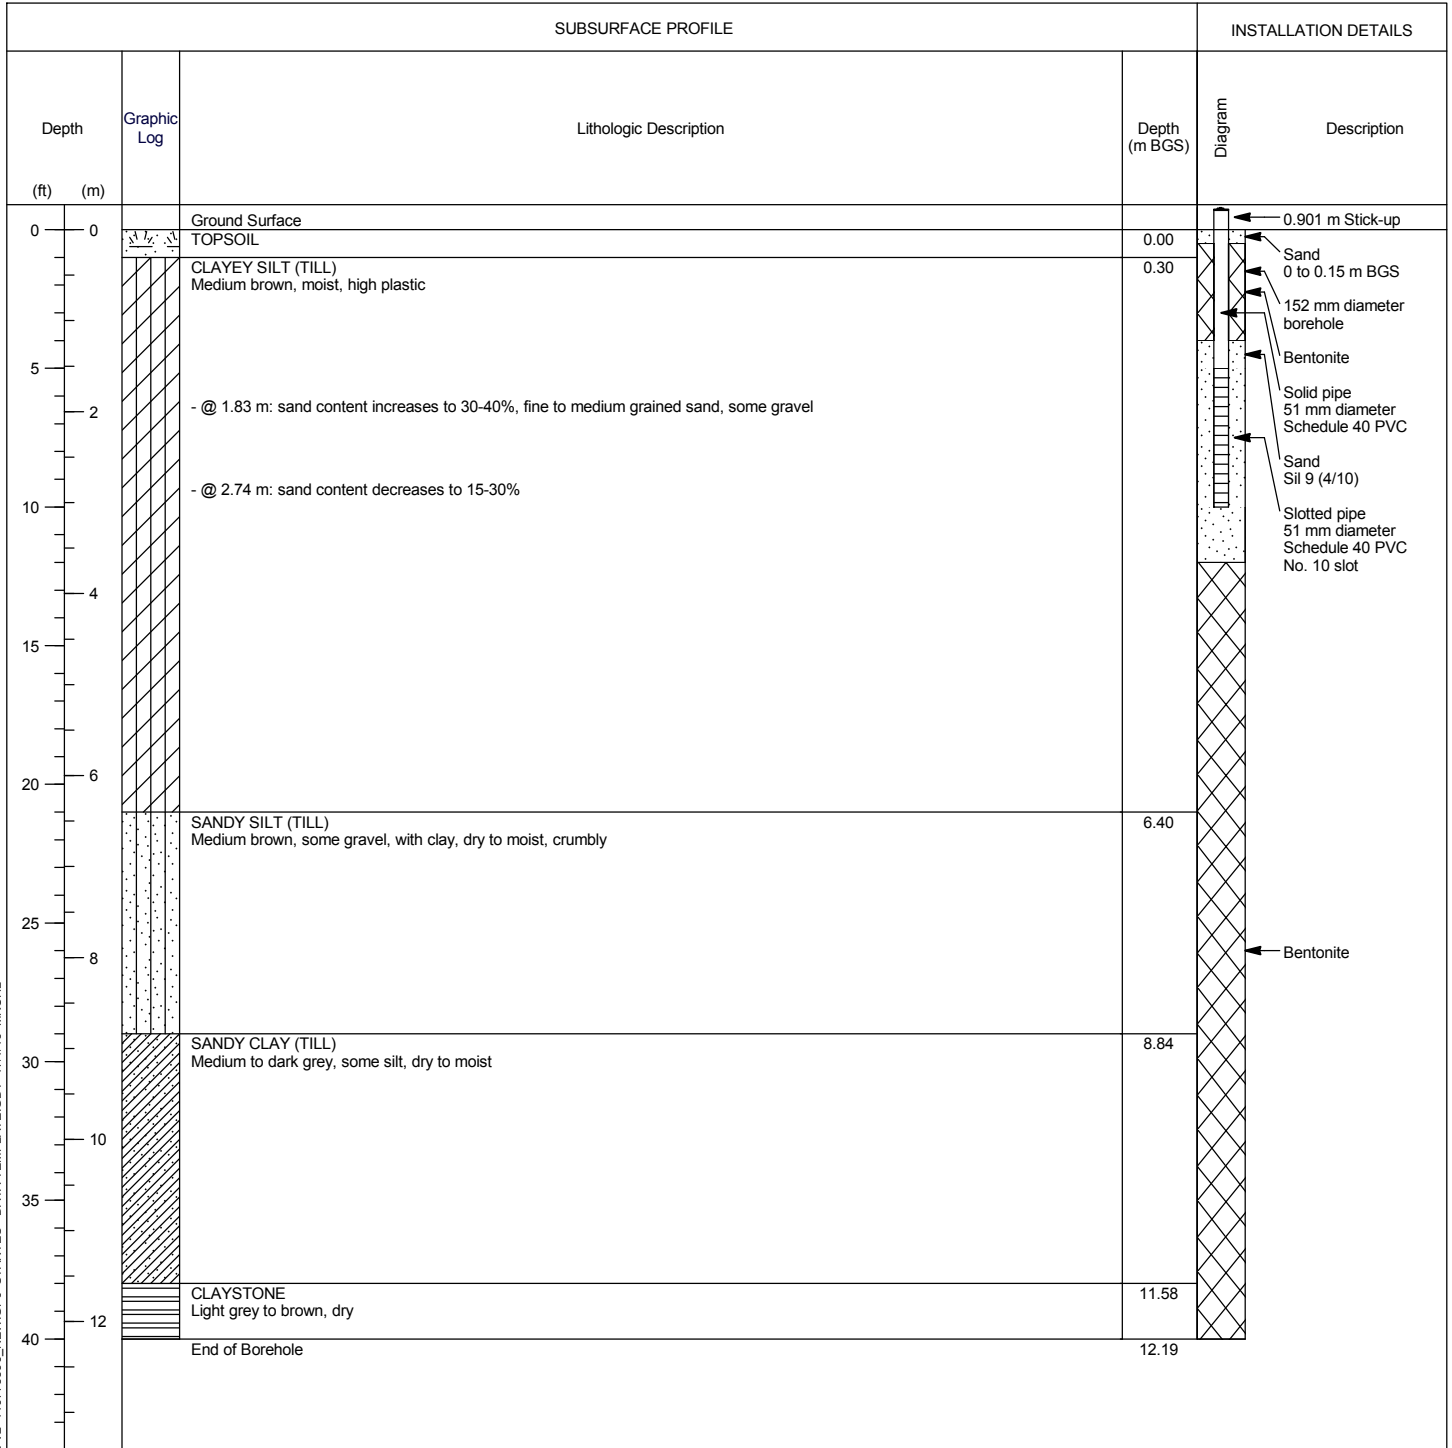 SUBSURFACE PROFILE
INSTALLATION DETAILS
Depth
(ft)
(m)
Graphic
Log
Lithologic Description
Depth
(m BGS)
Diagram
Description
Ground Surface
0.901 m Stick-up
0
0
TOPSOIL
0.00
Sand
0 to 0.15 m BGS
CLAYEY SILT (TILL)
0.30
Medium brown, moist, high plastic
152 mm diameter
borehole
Bentonite
5
Solid pipe
51 mm diameter
Schedule 40 PVC
2
- @ 1.83 m: sand content increases to 30-40%, fine to medium grained sand, some gravel
Sand
Sil 9 (4/10)
- @ 2.74 m: sand content decreases to 15-30%
10
Slotted pipe
51 mm diameter
Schedule 40 PVC
No. 10 slot
4
15
6
20
SANDY SILT (TILL)
6.40
Medium brown, some gravel, with clay, dry to moist, crumbly
25
8
Bentonite
SANDY CLAY (TILL)
8.84
Medium to dark grey, some silt, dry to moist
30
10
35
CLAYSTONE
11.58
Light grey to brown, dry
12
40
End of Borehole
12.19